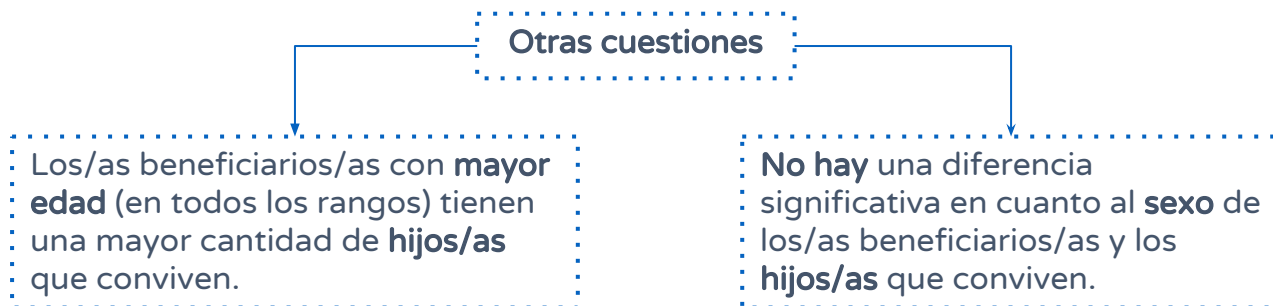 Otras cuestiones
Los/as beneficiarios/as con mayor
edad (en todos los rangos) tienen
una mayor cantidad de hijos/as
que conviven.
No hay una diferencia
significativa en cuanto al sexo de
los/as beneficiarios/as y los
hijos/as que conviven.